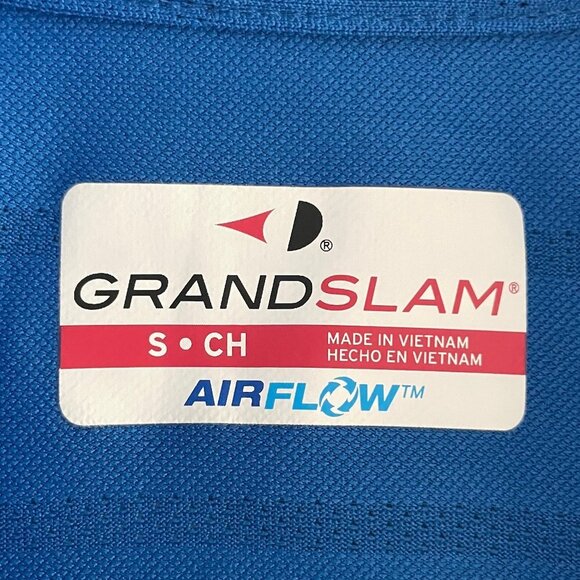 ®
GRANDSLAM®
S • CH
MADE IN VIETNAM
HECHO EN VIETNAM
AIRFLOW™